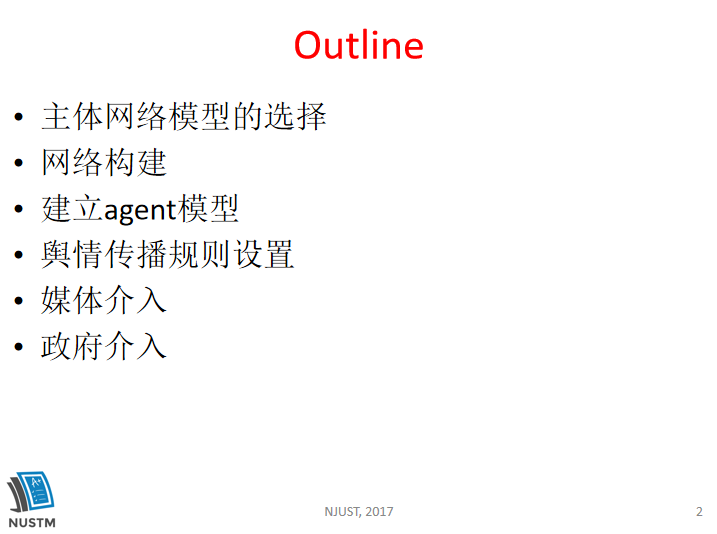 Outline
• 主体网络模型的选择
• 网络构建
• 建立agent模型
• 舆情传播规则设置
• 媒体介入
• 政府介入
A+
NUSTM
NJUST, 2017
2